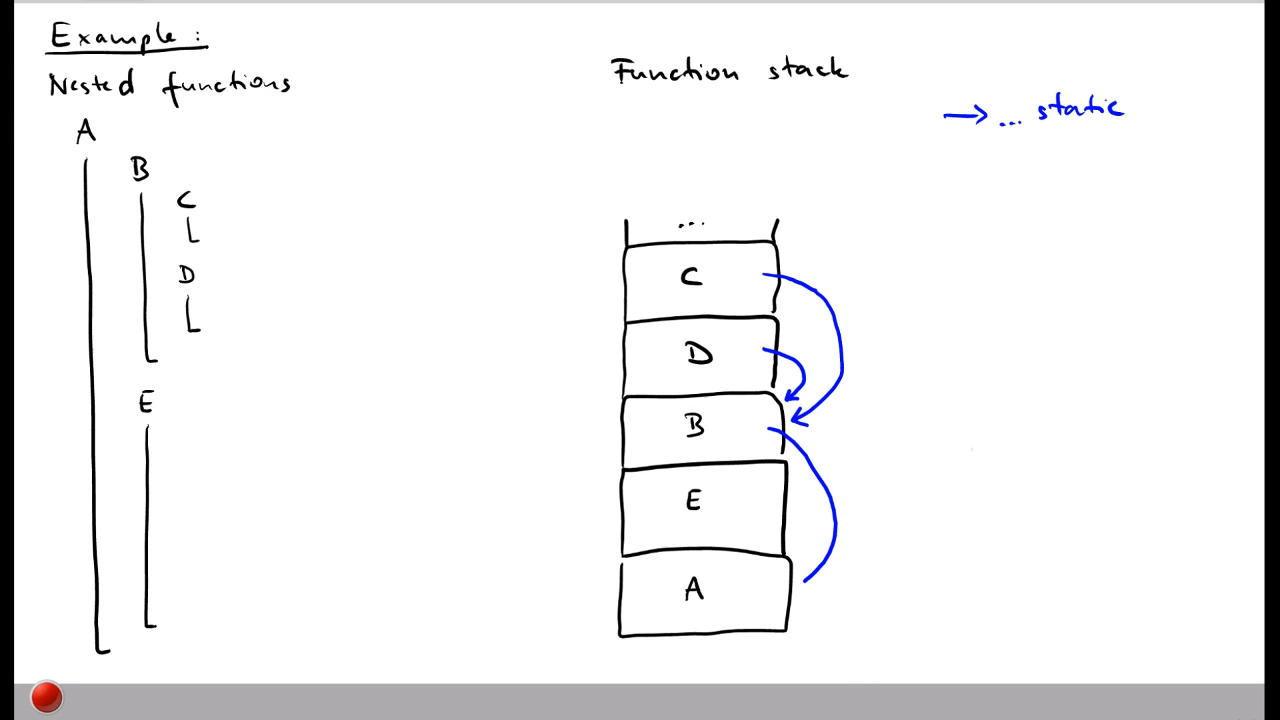 Example:
Nested functions
A
B
C
D
E
Function stack
→ ... static
...
C
D
B
E
A